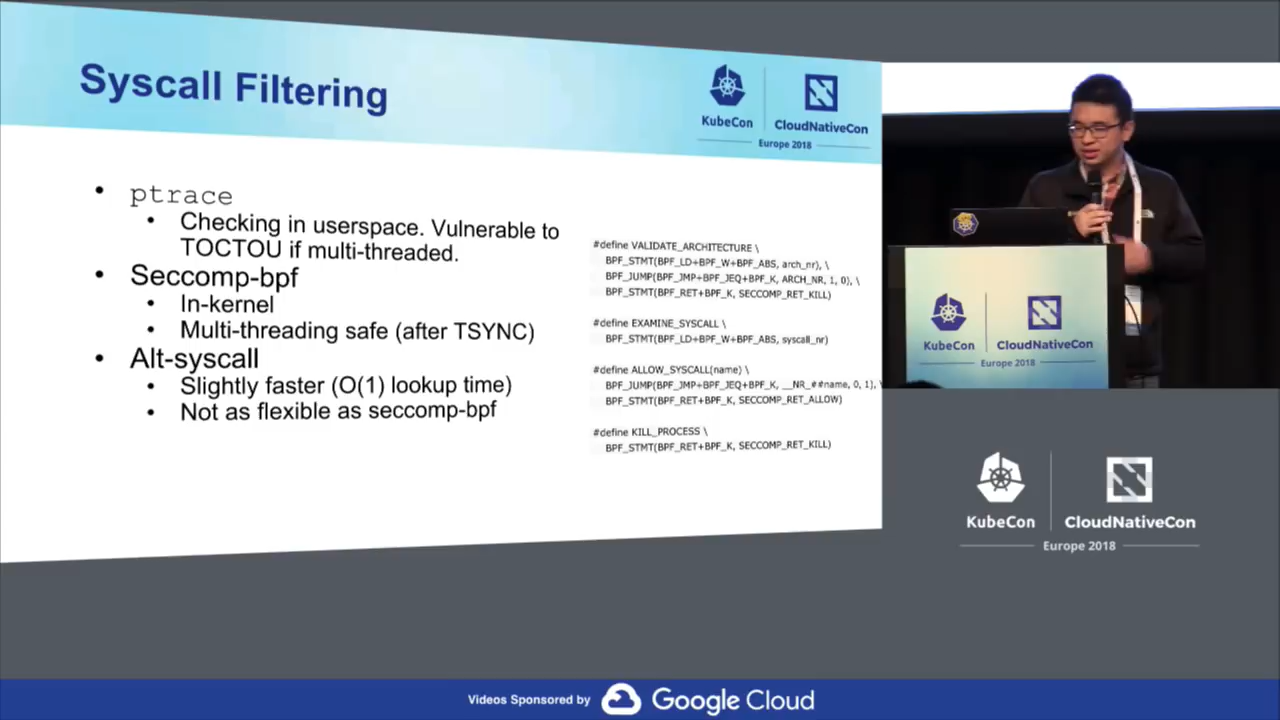 Syscall Filtering
KubeCon
CloudNativeCon
Europe 2018
• ptrace
• Checking in userspace. Vulnerable to
TOCTOU if multi-threaded.
• Seccomp-bpf
• In-kernel
• Multi-threading safe (after TSYNC)
• Alt-syscall
• Slightly faster (O(1) lookup time)
• Not as flexible as seccomp-bpf
#define VALIDATE_ARCHITECTURE \
BPF_STMT(BPF_LD+BPF_W+BPF_ABS, arch_nr), \
BPF_JUMP(BPF_JMP+BPF_JEQ+BPF_K, ARCH_NR, 1, 0), \
BPF_STMT(BPF_RET+BPF_K, SECCOMP_RET_KILL)
#define EXAMINE_SYSCALL \
BPF_STMT(BPF_LD+BPF_W+BPF_ABS, syscall_nr)
#define ALLOW_SYSCALL(name) \
BPF_JUMP(BPF_JMP+BPF_JEQ+BPF_K, __NR_##name, 0, 1), \
BPF_STMT(BPF_RET+BPF_K, SECCOMP_RET_ALLOW)
#define KILL_PROCESS \
BPF_STMT(BPF_RET+BPF_K, SECCOMP_RET_KILL)
KubeCon
CloudNativeCon
Europe 2018
KubeCon
CloudNativeCon
Europe 2018
Videos Sponsored by
Google Cloud